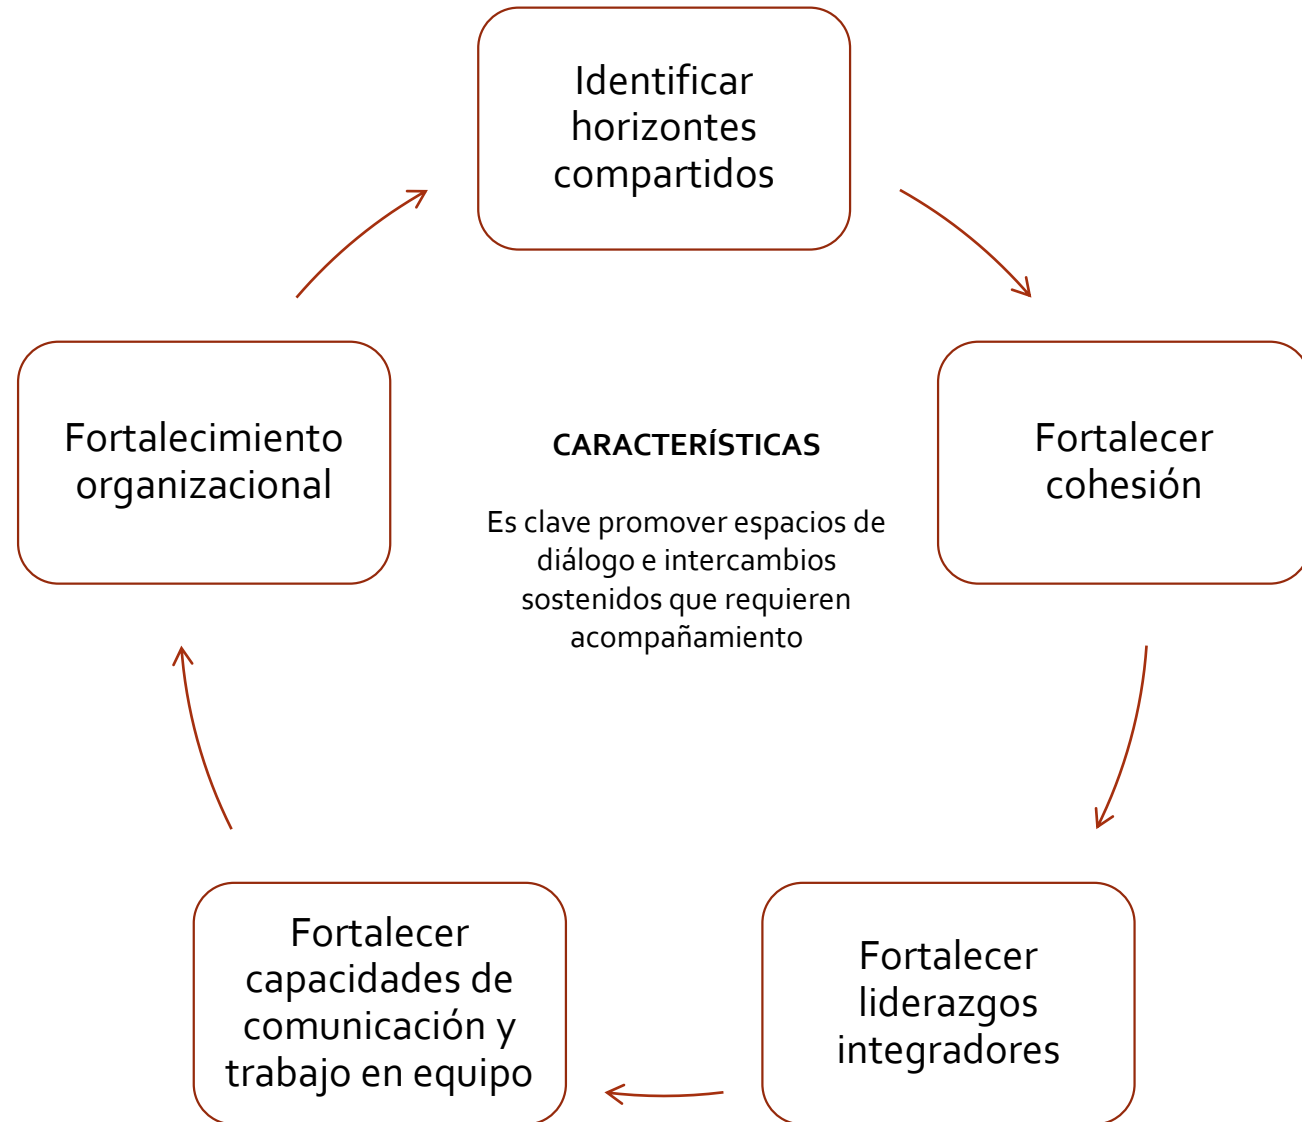 Identificar
horizontes
compartidos
Fortalecimiento
organizacional
CARACTERÍSTICAS
Es clave promover espacios de
diálogo e intercambios
sostenidos que requieren
acompañamiento
Fortalecer
cohesión
Fortalecer
capacidades de
comunicación y
trabajo en equipo
Fortalecer
liderazgos
integradores